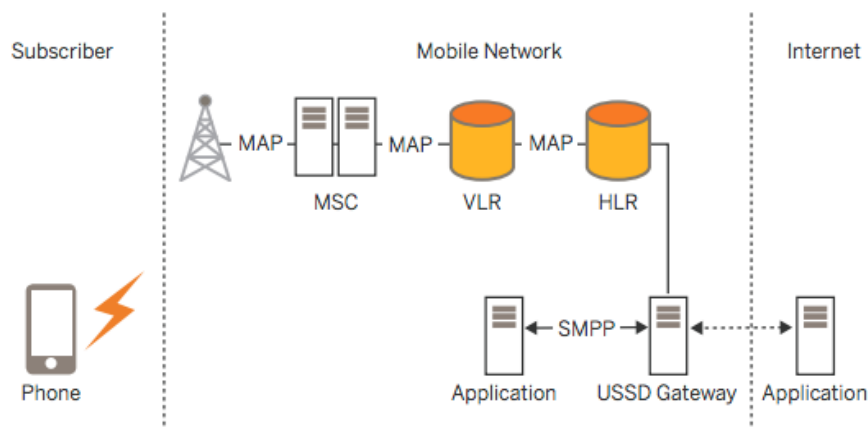 Subscriber
Mobile Network
Internet
MAP
MAP
MAP
MSC
VLR
HLR
SMPP
Phone
Application
USSD Gateway
Application